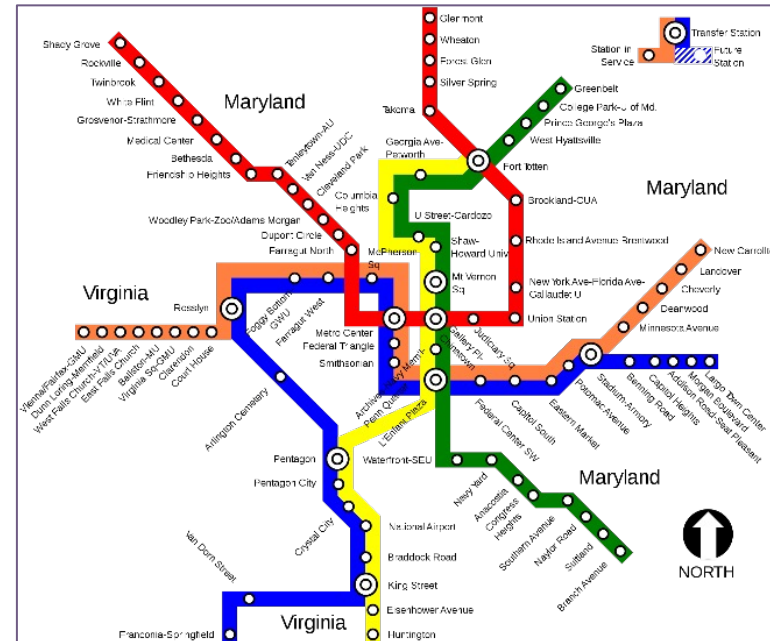 Glermont
Wheaton
Forest Glen
Silver Spring
Takoma
Transfer Station
Station in
Service
Future
Station
Shady Grove
Rockville
Twinbrook
White Flint
Grosvenor-Strathmore
Medical Center
Bethesda
Friendship Heights
Maryland
Tenleytown-AU
Van Ness-UDC
Cleveland Park
Woodley Park-Zoo/Adams Morgan
Dupont Circle
Farragut North
Greenbelt
College Park-U of Md.
Prince George's Plaza
West Hyattsville
Georgia Ave-
Petworth
Fort Totten
Columbia
Heights
U Street-Cardozo
Shaw-
Howard Univ
Mt Vernon
Sq
Brookland-CUA
Maryland
Rhode Island Avenue Brentwood
New York Ave-Florida Ave-
Gallaudet U
Union Station
New Carrollto
Landover
Cheverly
Deanwood
Minnesota Avenue
McPherson
Sq
Virginia
Rosslyn
Foggy Bottom
GWU
Farragut West
Metro Center
Federal Triangle
Smithsonian
Gallery Pl-
Chinatown
Judiciary Sq
Archives-Navy Mem'l-
Penn Quarter
L'Enfant Plaza
Vienna/Fairfax-GMU
Dunn Loring-Merrifield
West Falls Church-VT/UVA
East Falls Church
Ballston-MU
Virginia Sq-GMU
Clarendon
Court House
Federal Center SW
Capitol South
Eastern Market
Potomac Avenue
Stadium-Armory
Benning Road
Capitol Heights
Addison Road-Seat Pleasant
Morgan Boulevard
Largo Town Center
Arlington Cemetery
Pentagon
Pentagon City
Crystal City
Waterfront-SEU
Navy Yard
Anacostia
Congress
Heights
Southern Avenue
Naylor Road
Suitland
Branch Avenue
Maryland
National Airport
Braddock Road
King Street
Eisenhower Avenue
Huntington
Van Dorn Street
Franconia-Springfield
Virginia
NORTH